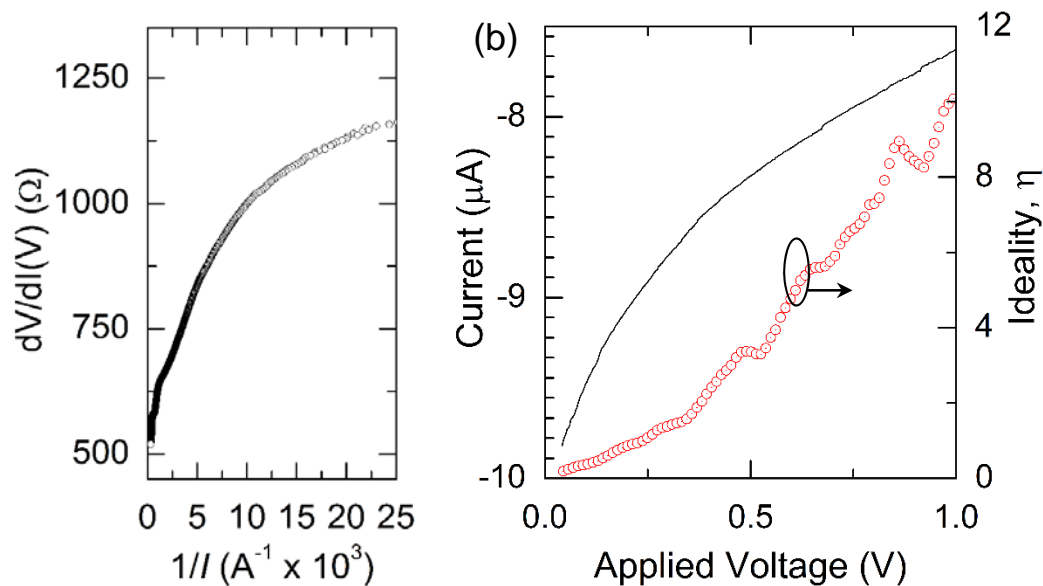 1250
1000
750
500
dV/dI(V) (Ω)
0 5 10 15 20 25
1/I (A⁻¹ x 10³)
(b)
-8
-9
-10
Current (μA)
12
8
4
0
Ideality, η
0.0 0.5 1.0
Applied Voltage (V)